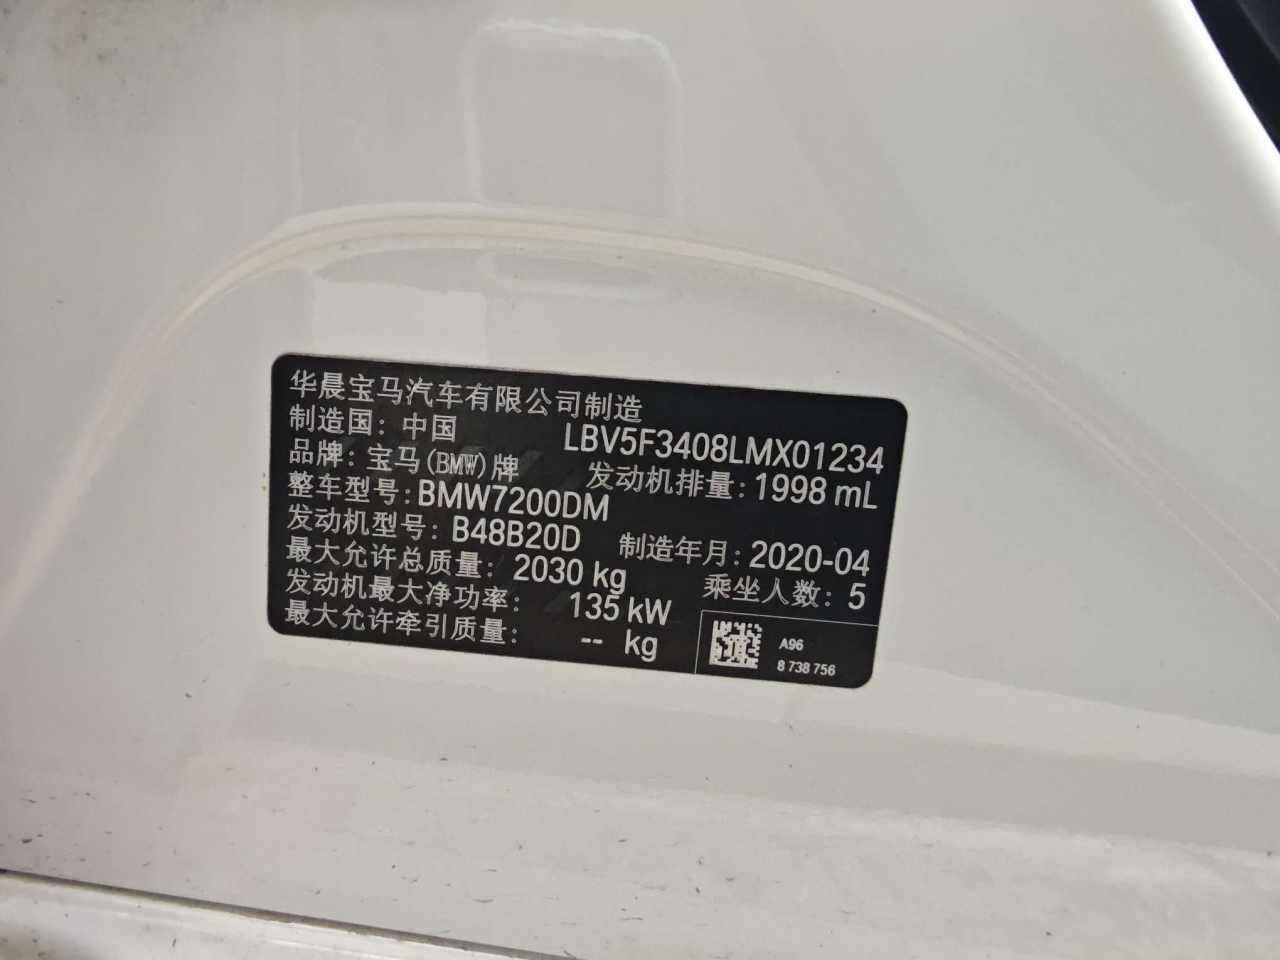 华晨宝马汽车有限公司制造
制造国：中国 LBV5F3408LMX01234
品牌：宝马(BMW)牌 发动机排量：1998 mL
整车型号：BMW7200DM
发动机型号：B48B20D 制造年月：2020-04
最大允许总质量：2030 kg 乘坐人数：5
发动机最大净功率：135 kW
最大允许牵引质量：-- kg
A96
8 738 756